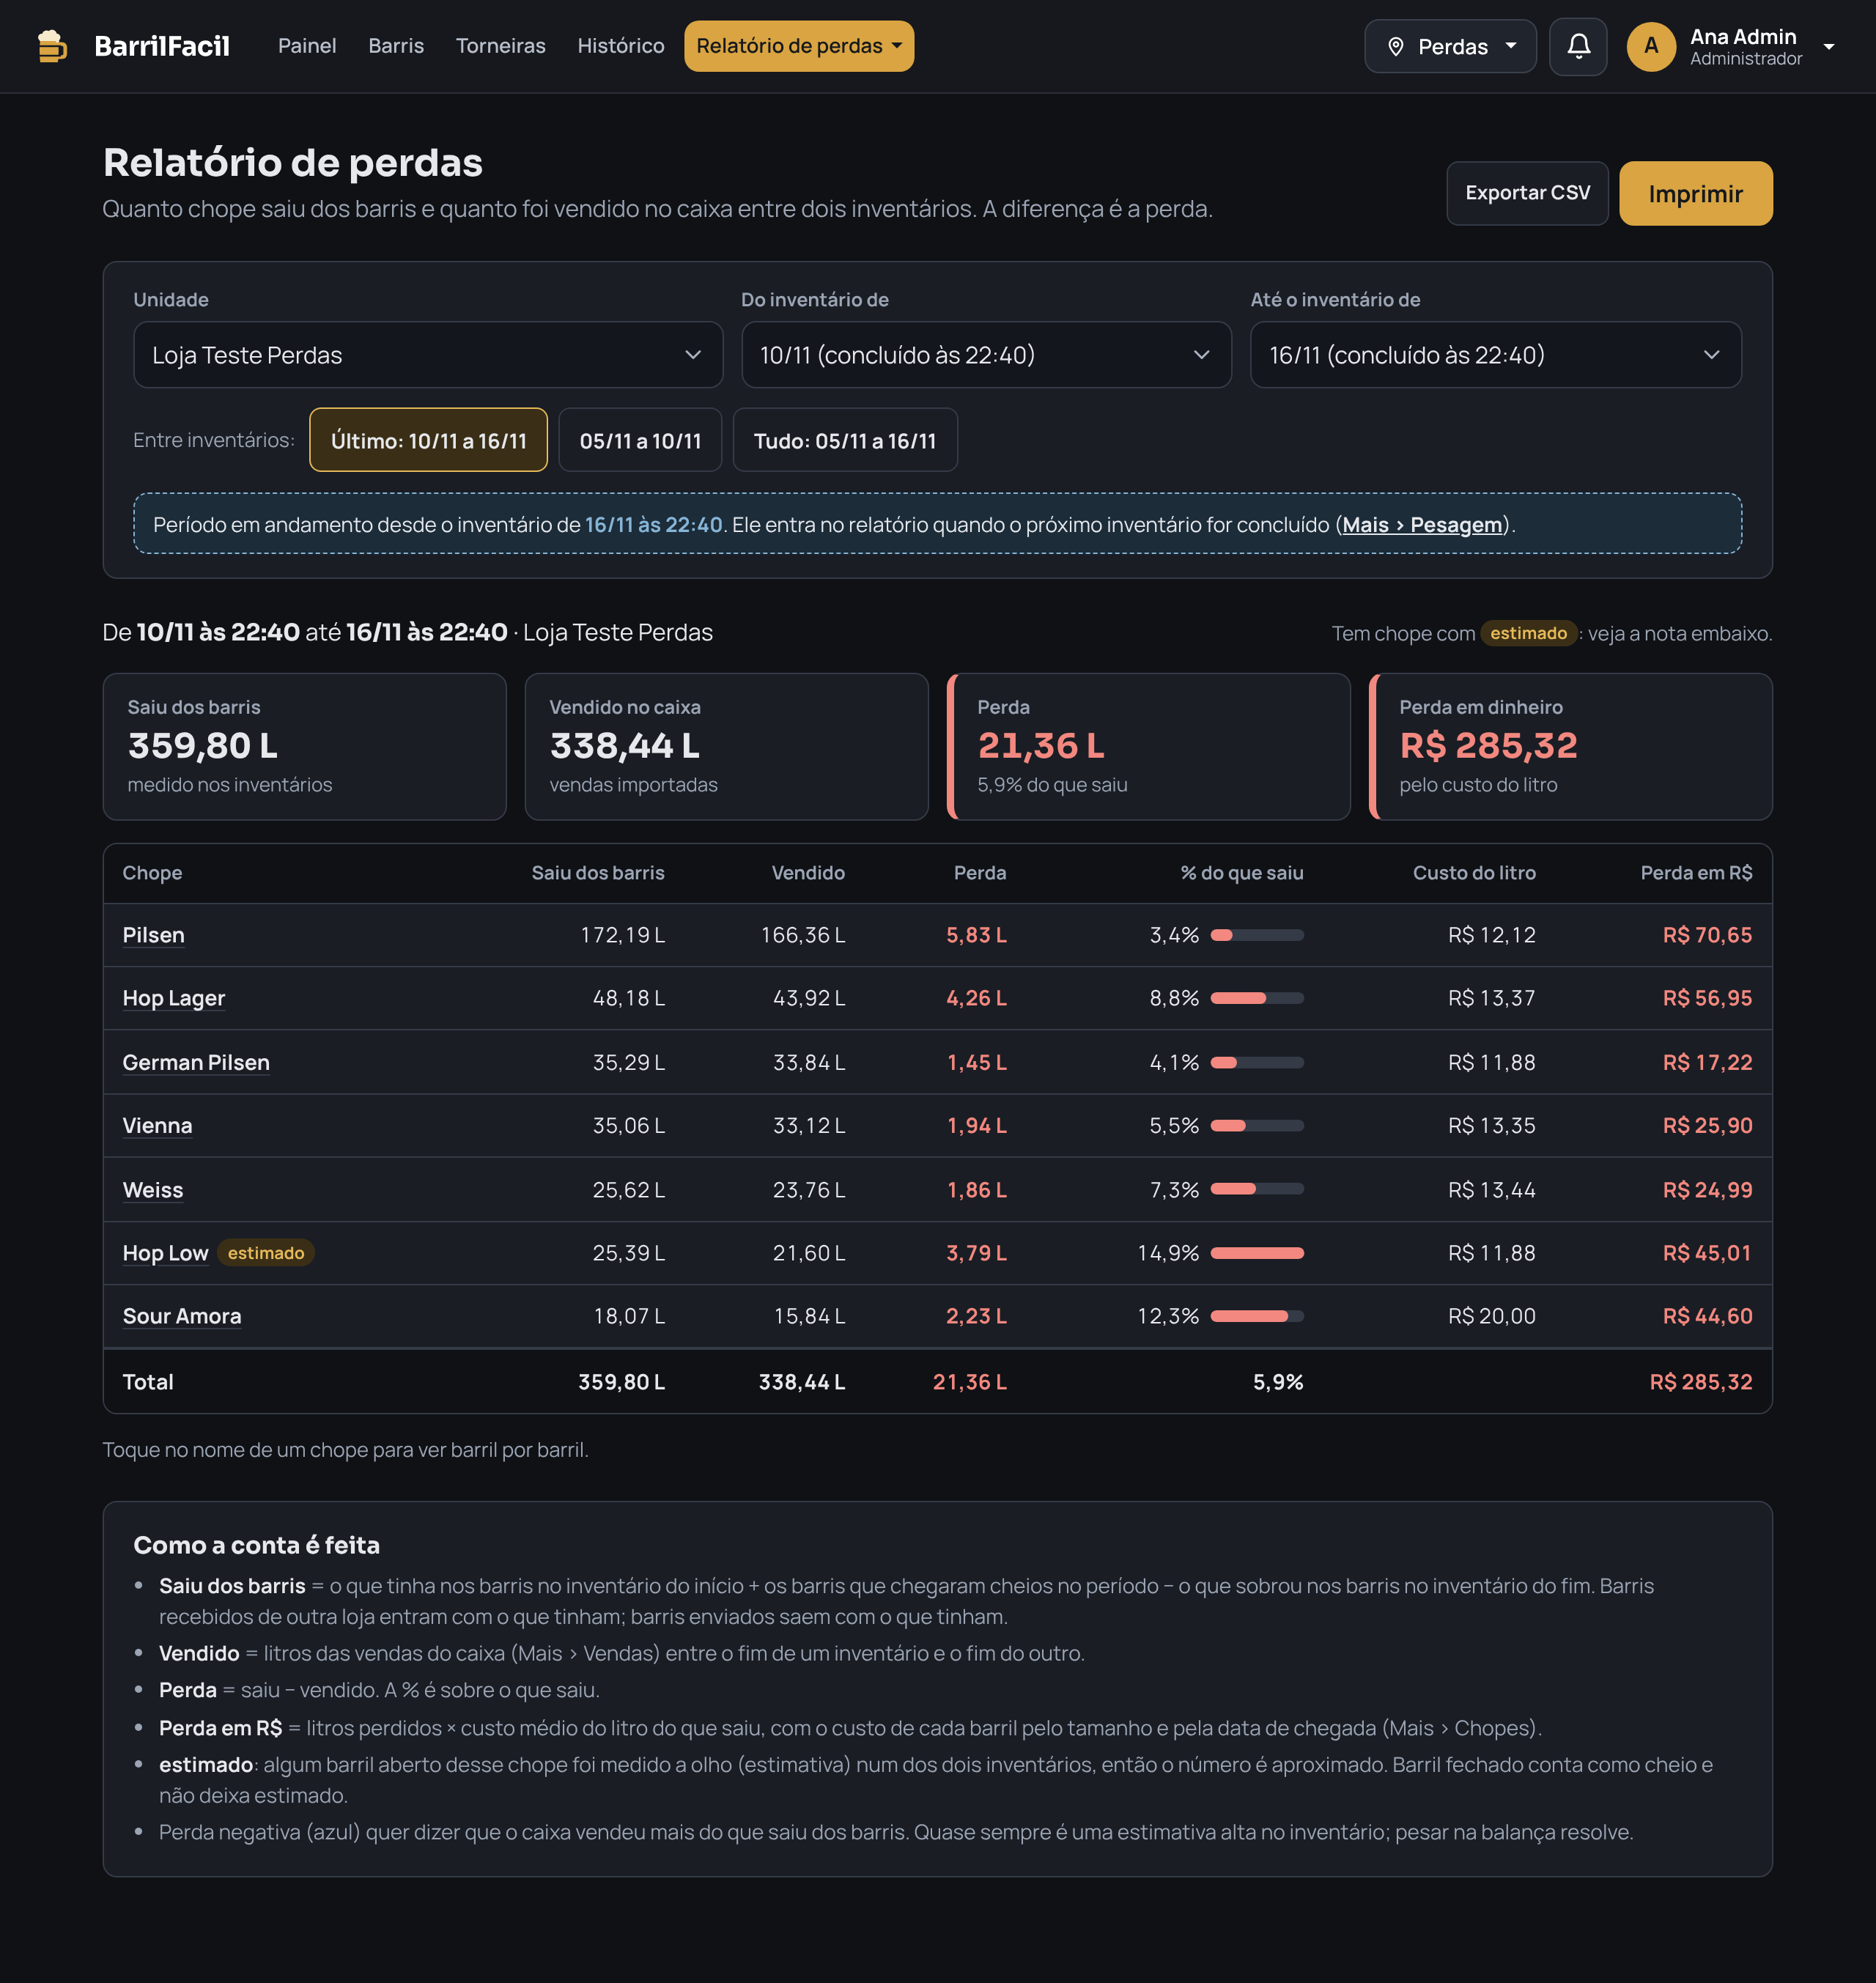 BarrilFacil
Painel
Barris
Torneiras
Histórico
Relatório de perdas
Perdas
A
Ana Admin
Administrador
Relatório de perdas
Quanto chope saiu dos barris e quanto foi vendido no caixa entre dois inventários. A diferença é a perda.
Exportar CSV
Imprimir
Unidade
Do inventário de
Até o inventário de
Loja Teste Perdas
10/11 (concluído às 22:40)
16/11 (concluído às 22:40)
Entre inventários:
Último: 10/11 a 16/11
05/11 a 10/11
Tudo: 05/11 a 16/11
Período em andamento desde o inventário de 16/11 às 22:40. Ele entra no relatório quando o próximo inventário for concluído (Mais > Pesagem).
De 10/11 às 22:40 até 16/11 às 22:40 · Loja Teste Perdas
Tem chope com estimado: veja a nota embaixo.
Saiu dos barris
359,80 L
medido nos inventários
Vendido no caixa
338,44 L
vendas importadas
Perda
21,36 L
5,9% do que saiu
Perda em dinheiro
R$ 285,32
pelo custo do litro
Chope Saiu dos barris Vendido Perda % do que saiu Custo do litro Perda em R$
Pilsen 172,19 L 166,36 L 5,83 L 3,4% R$ 12,12 R$ 70,65
Hop Lager 48,18 L 43,92 L 4,26 L 8,8% R$ 13,37 R$ 56,95
German Pilsen 35,29 L 33,84 L 1,45 L 4,1% R$ 11,88 R$ 17,22
Vienna 35,06 L 33,12 L 1,94 L 5,5% R$ 13,35 R$ 25,90
Weiss 25,62 L 23,76 L 1,86 L 7,3% R$ 13,44 R$ 24,99
Hop Low estimado 25,39 L 21,60 L 3,79 L 14,9% R$ 11,88 R$ 45,01
Sour Amora 18,07 L 15,84 L 2,23 L 12,3% R$ 20,00 R$ 44,60
Total 359,80 L 338,44 L 21,36 L 5,9% R$ 285,32
Toque no nome de um chope para ver barril por barril.
Como a conta é feita
• Saiu dos barris = o que tinha nos barris no inventário do início + os barris que chegaram cheios no período − o que sobrou nos barris no inventário do fim. Barris
recebidos de outra loja entram com o que tinham; barris enviados saem com o que tinham.
• Vendido = litros das vendas do caixa (Mais > Vendas) entre o fim de um inventário e o fim do outro.
• Perda = saiu − vendido. A % é sobre o que saiu.
• Perda em R$ = litros perdidos × custo médio do litro do que saiu, com o custo de cada barril pelo tamanho e pela data de chegada (Mais > Chopes).
• estimado: algum barril aberto desse chope foi medido a olho (estimativa) num dos dois inventários, então o número é aproximado. Barril fechado conta como cheio e
não deixa estimado.
• Perda negativa (azul) quer dizer que o caixa vendeu mais do que saiu dos barris. Quase sempre é uma estimativa alta no inventário; pesar na balança resolve.